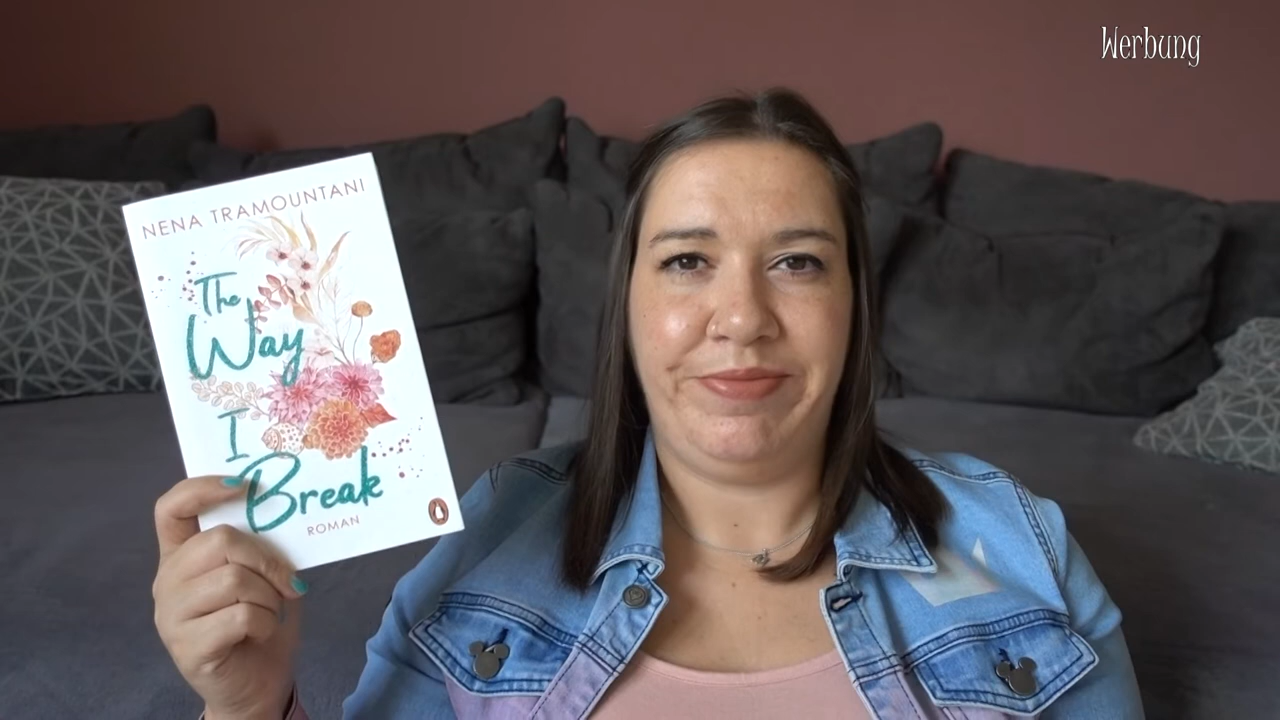 Werbung
NENA TRAMOUNTANI
The
Way
I
Break
ROMAN